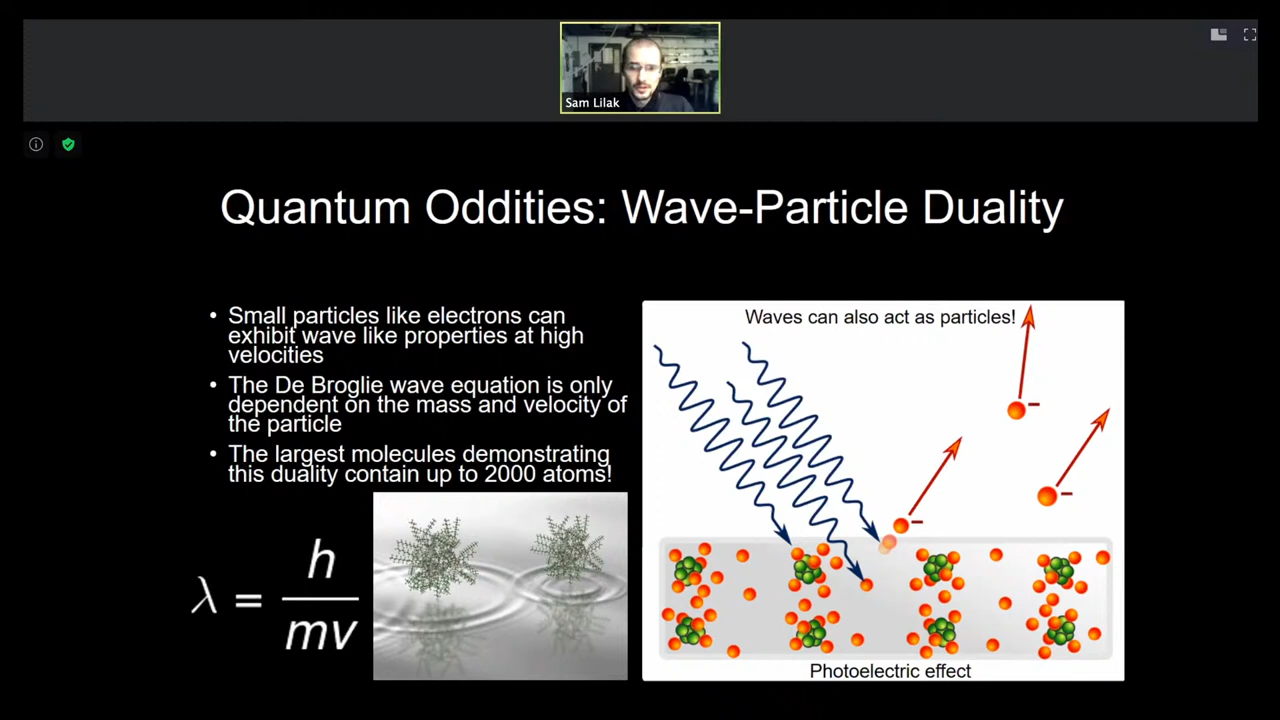 Sam Lilak
Quantum Oddities: Wave-Particle Duality
• Small particles like electrons can
exhibit wave like properties at high
velocities
• The De Broglie wave equation is only
dependent on the mass and velocity of
the particle
• The largest molecules demonstrating
this duality contain up to 2000 atoms!
λ = h
mv
Waves can also act as particles!
−
−
−
Photoelectric effect